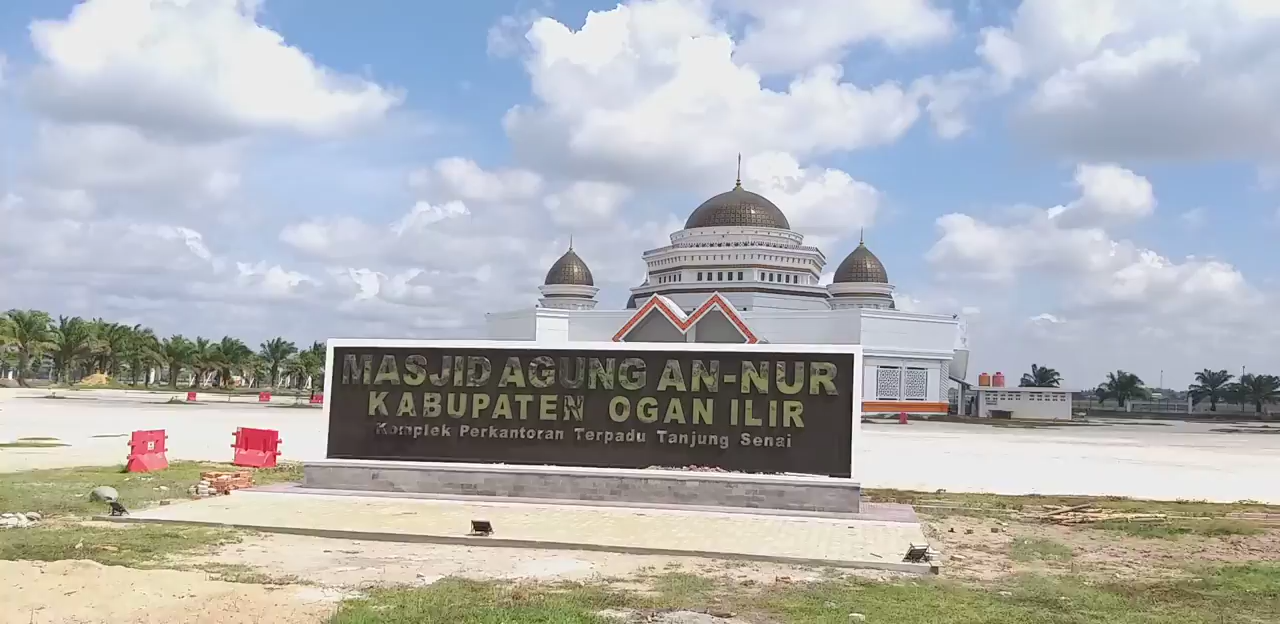 MASJID AGUNG AN-NUR
KABUPATEN OGAN ILIR
Komplek Perkantoran Terpadu Tanjung Senai